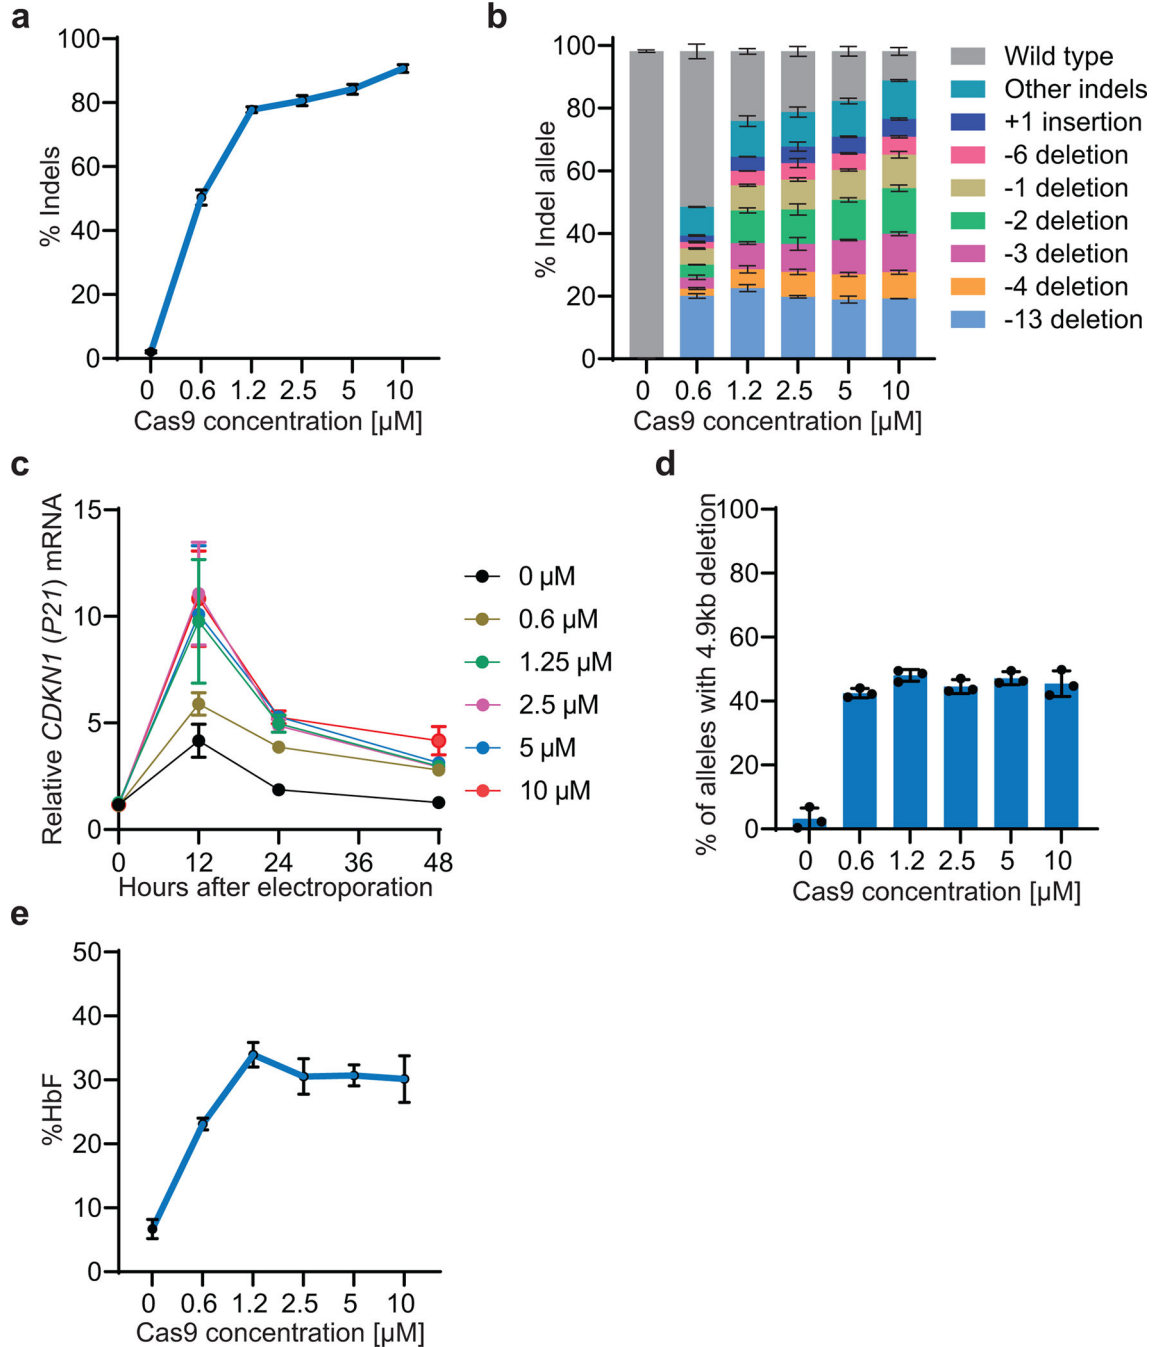 a
100
80
60
40
20
0
% Indels
0 0.6 1.2 2.5 5 10
Cas9 concentration [µM]
b
100
80
60
40
20
0
% Indel allele
0 0.6 1.2 2.5 5 10
Cas9 concentration [µM]
Wild type
Other indels
+1 insertion
-6 deletion
-1 deletion
-2 deletion
-3 deletion
-4 deletion
-13 deletion
c
15
10
5
0
Relative CDKN1 (P21) mRNA
0 12 24 36 48
Hours after electroporation
0 µM
0.6 µM
1.25 µM
2.5 µM
5 µM
10 µM
d
100
80
60
40
20
0
% of alleles with 4.9kb deletion
0 0.6 1.2 2.5 5 10
Cas9 concentration [µM]
e
50
40
30
20
10
0
%HbF
0 0.6 1.2 2.5 5 10
Cas9 concentration [µM]